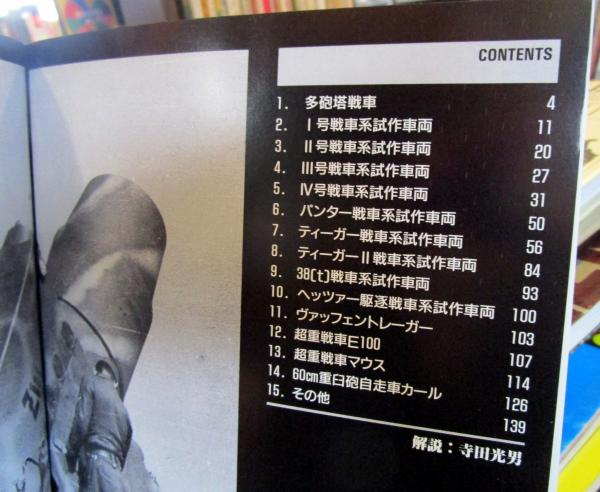 CONTENTS
1. 多砲塔戦車 4
2. Ⅰ号戦車系試作車両 11
3. Ⅱ号戦車系試作車両 20
4. Ⅲ号戦車系試作車両 27
5. Ⅳ号戦車系試作車両 31
6. パンター戦車系試作車両 50
7. ティーガー戦車系試作車両 56
8. ティーガーⅡ戦車系試作車両 84
9. 38(t)戦車系試作車両 93
10. ヘッツァー駆逐戦車系試作車両 100
11. ヴァッフェントレーガー 103
12. 超重戦車E100 107
13. 超重戦車マウス 114
14. 60cm重臼砲自走車カール 126
15. その他 139
解説：寺田光男